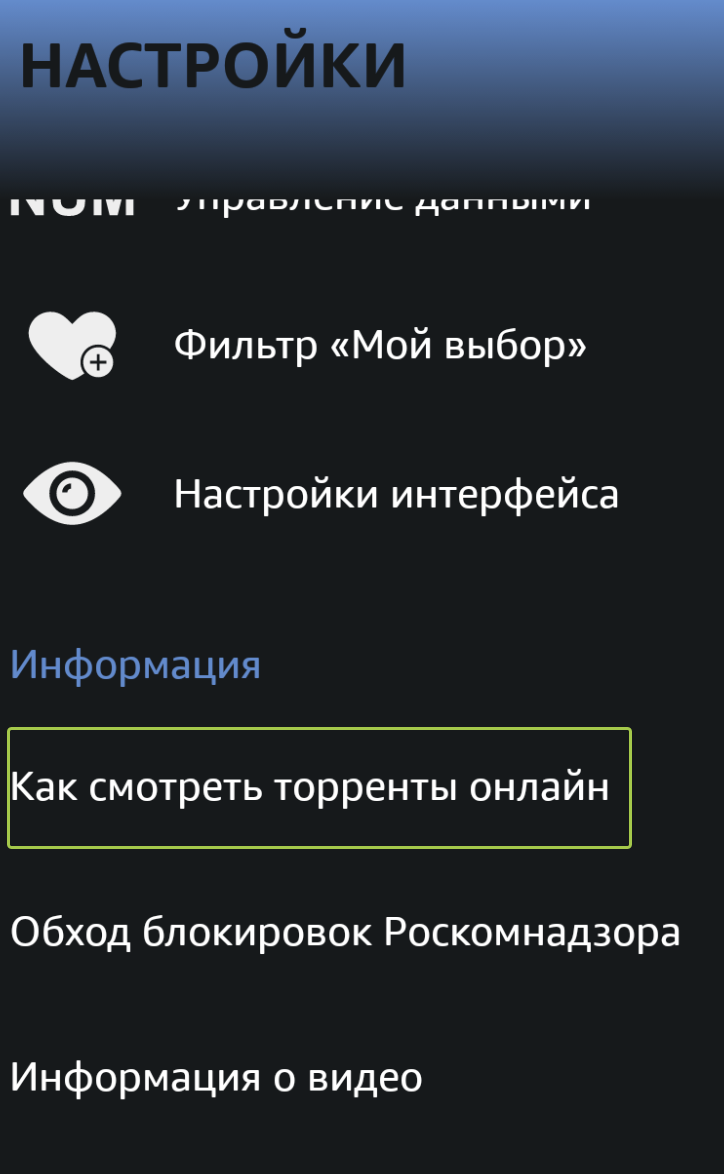 НАСТРОЙКИ
NUM Управление данными
Фильтр «Мой выбор»
Настройки интерфейса
Информация
Как смотреть торренты онлайн
Обход блокировок Роскомнадзора
Информация о видео